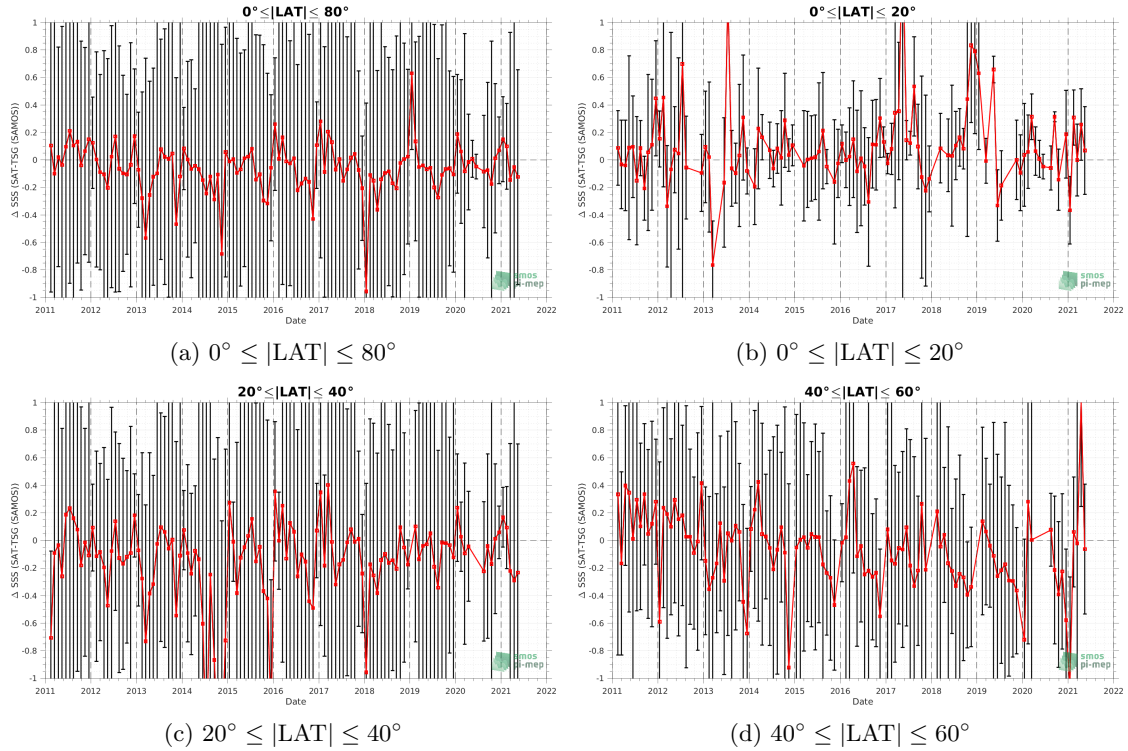 0°≤|LAT|≤ 80°
Δ SSS (SAT-TSG (SAMOS))
1
0.8
0.6
0.4
0.2
0
-0.2
-0.4
-0.6
-0.8
-1
2011 2012 2013 2014 2015 2016 2017 2018 2019 2020 2021 2022
Date
smos
pi-mep
(a) 0° ≤ |LAT| ≤ 80°
0°≤|LAT|≤ 20°
Δ SSS (SAT-TSG (SAMOS))
1
0.8
0.6
0.4
0.2
0
-0.2
-0.4
-0.6
-0.8
-1
2011 2012 2013 2014 2015 2016 2017 2018 2019 2020 2021 2022
Date
smos
pi-mep
(b) 0° ≤ |LAT| ≤ 20°
20°≤|LAT|≤ 40°
Δ SSS (SAT-TSG (SAMOS))
1
0.8
0.6
0.4
0.2
0
-0.2
-0.4
-0.6
-0.8
-1
2011 2012 2013 2014 2015 2016 2017 2018 2019 2020 2021 2022
Date
smos
pi-mep
(c) 20° ≤ |LAT| ≤ 40°
40°≤|LAT|≤ 60°
Δ SSS (SAT-TSG (SAMOS))
1
0.8
0.6
0.4
0.2
0
-0.2
-0.4
-0.6
-0.8
-1
2011 2012 2013 2014 2015 2016 2017 2018 2019 2020 2021 2022
Date
smos
pi-mep
(d) 40° ≤ |LAT| ≤ 60°